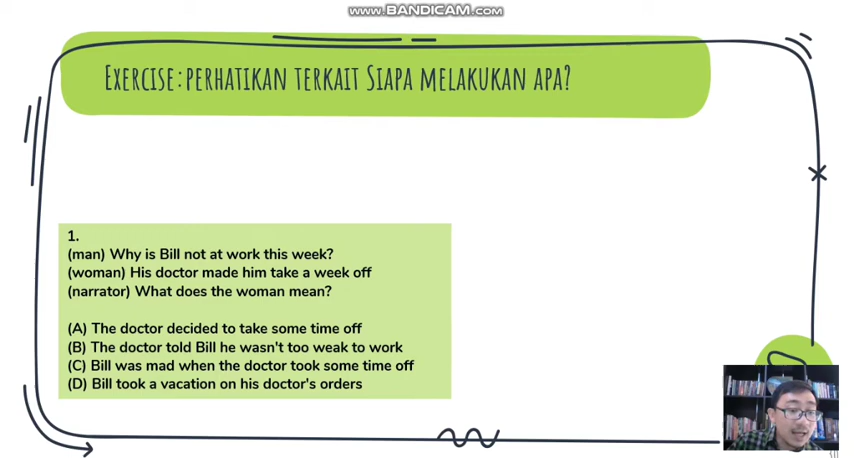 www.BANDICAM.com
Exercise:perhatikan terkait Siapa melakukan apa?
1.
(man) Why is Bill not at work this week?
(woman) His doctor made him take a week off
(narrator) What does the woman mean?
(A) The doctor decided to take some time off
(B) The doctor told Bill he wasn't too weak to work
(C) Bill was mad when the doctor took some time off
(D) Bill took a vacation on his doctor's orders